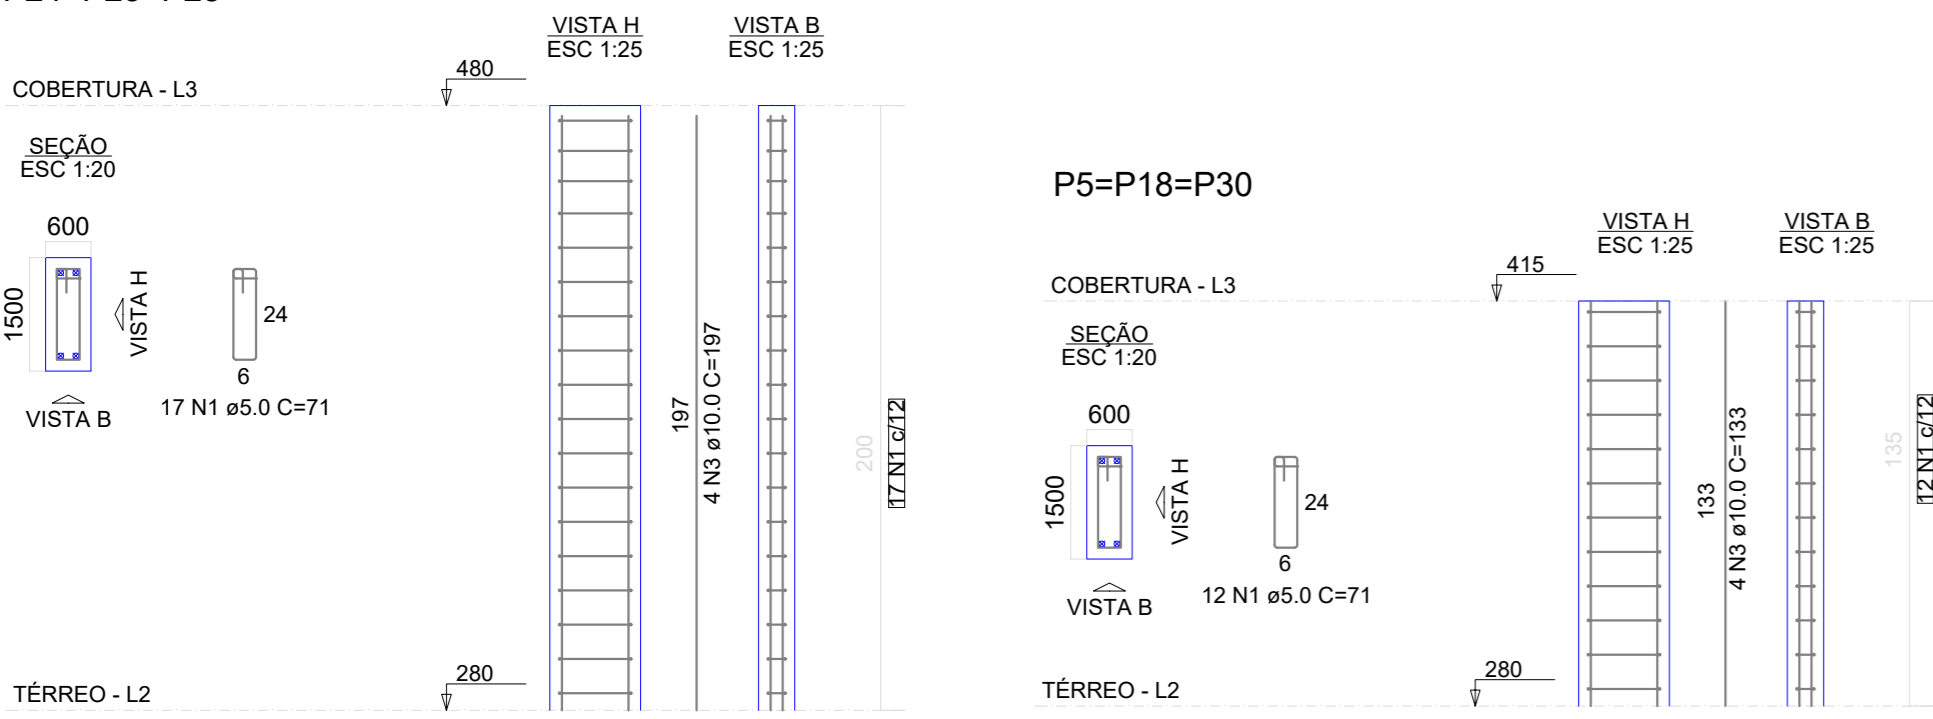 VISTA H
ESC 1:25
VISTA B
ESC 1:25
480
COBERTURA - L3
SEÇÃO
ESC 1:20
600
1500
VISTA H
24
6
VISTA B
17 N1 ø5.0 C=71
197
4 N3 ø10.0 C=197
200
17 N1 c/12
280
TÉRREO - L2
P5=P18=P30
VISTA H
ESC 1:25
VISTA B
ESC 1:25
415
COBERTURA - L3
SEÇÃO
ESC 1:20
600
1500
VISTA H
24
6
VISTA B
12 N1 ø5.0 C=71
133
4 N3 ø10.0 C=133
135
12 N1 c/12
280
TÉRREO - L2